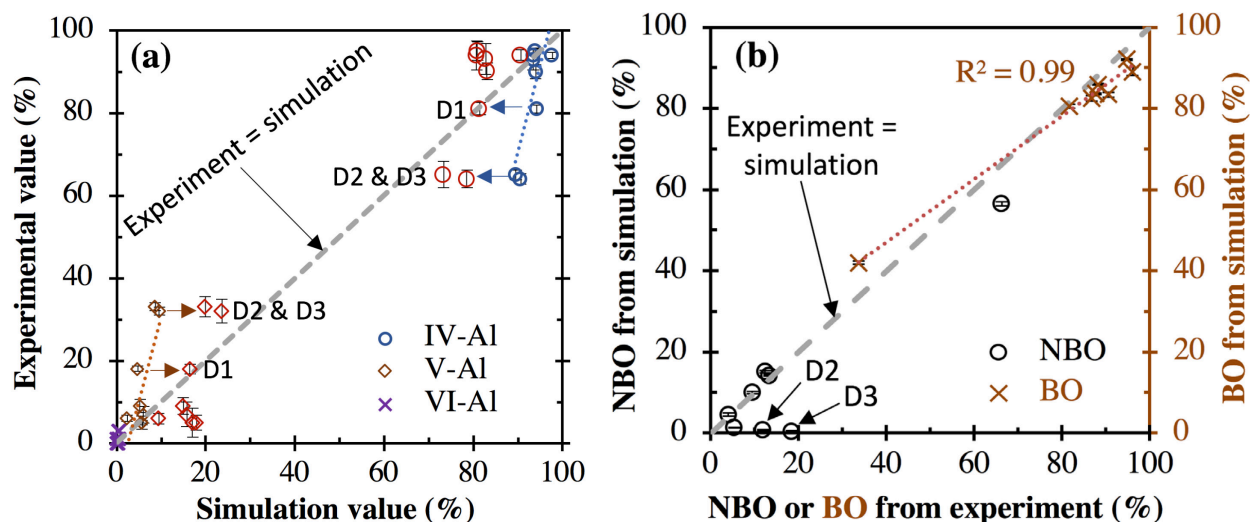 (a)
Experimental value (%)
100
80
60
40
20
0
Experiment = simulation
D1
D2 & D3
D2 & D3
D1
IV-Al
V-Al
VI-Al
0
20
40
60
80
100
Simulation value (%)
(b)
NBO from simulation (%)
100
80
60
40
20
0
R² = 0.99
Experiment =
simulation
D2
D3
NBO
BO
100
80
60
40
20
0
BO from simulation (%)
0
20
40
60
80
100
NBO or BO from experiment (%)